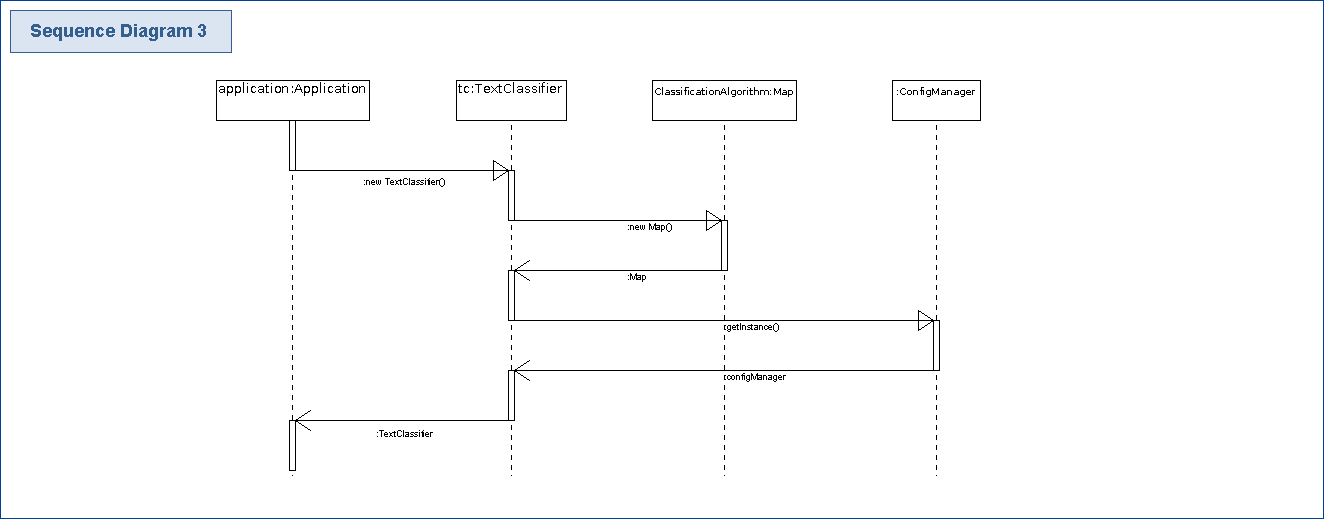 Sequence Diagram 3
application:Application
tc:TextClassifier
ClassificationAlgorithm:Map
:ConfigManager
:new TextClassifier()
:new Map()
:Map
:getInstance()
:configManager
:TextClassifier